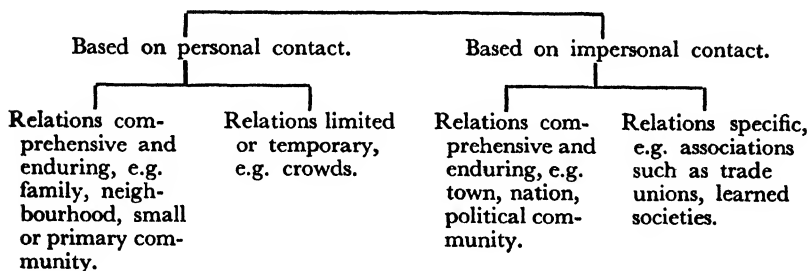 Based on personal contact.
Based on impersonal contact.
Relations com-
prehensive and
enduring, e.g.
family, neigh-
bourhood, small
or primary com-
munity.
Relations limited
or temporary,
e.g. crowds.
Relations com-
prehensive and
enduring, e.g.
town, nation,
political com-
munity.
Relations specific,
e.g. associations
such as trade
unions, learned
societies.